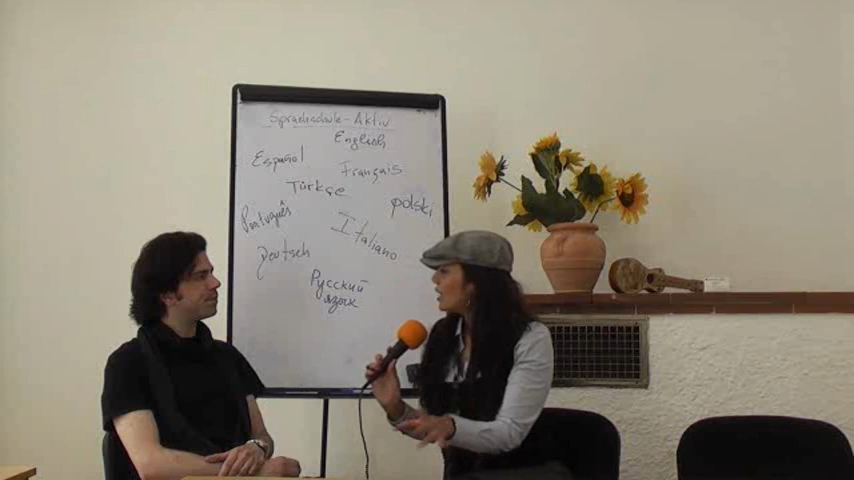 Sprachschule-Aktiv
English
Español
Français
Türkçe
polski
Português
Italiano
Deutsch
Русский
язык